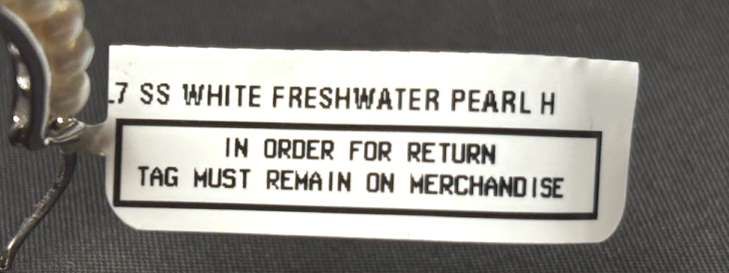 .7 SS WHITE FRESHWATER PEARL H
IN ORDER FOR RETURN
TAG MUST REMAIN ON MERCHANDISE